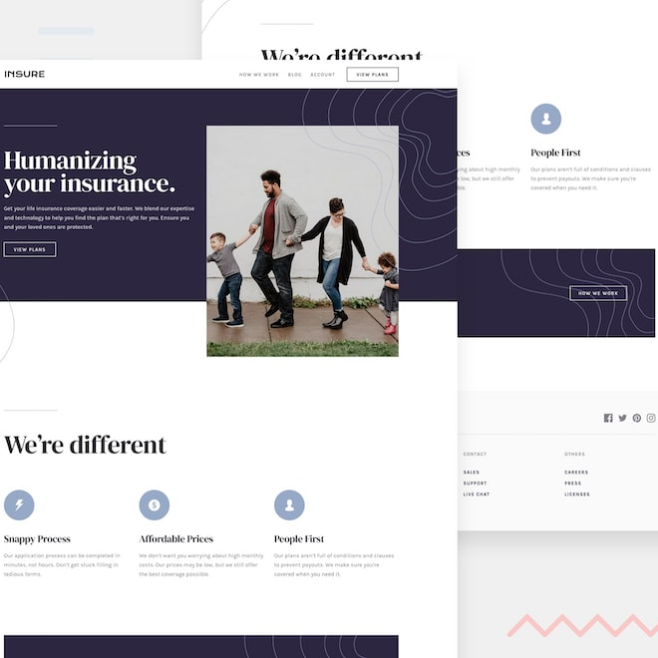 INSURE
HOW WE WORK BLOG ACCOUNT VIEW PLANS
Humanizing
your insurance.
Get your life insurance coverage easier and faster. We blend our expertise
and technology to help you find the plan that's right for you. Ensure you
and your loved ones are protected.
VIEW PLANS
We're different
Snappy Process
Our application process can be completed in
minutes, not hours. Don't get stuck filling in
tedious forms.
Affordable Prices
We don't want you worrying about high monthly
costs. Our prices may be low, but we still offer
the best coverage possible.
People First
Our plans aren't full of conditions and clauses
to prevent payouts. We make sure you're
covered when you need it.
We're different
ces
ying about high monthly
low, but we still offer
People First
Our plans aren't full of conditions and clauses
to prevent payouts. We make sure you're
covered when you need it.
HOW WE WORK
CONTACT
SALES
SUPPORT
LIVE CHAT
OTHERS
CAREERS
PRESS
LICENSES